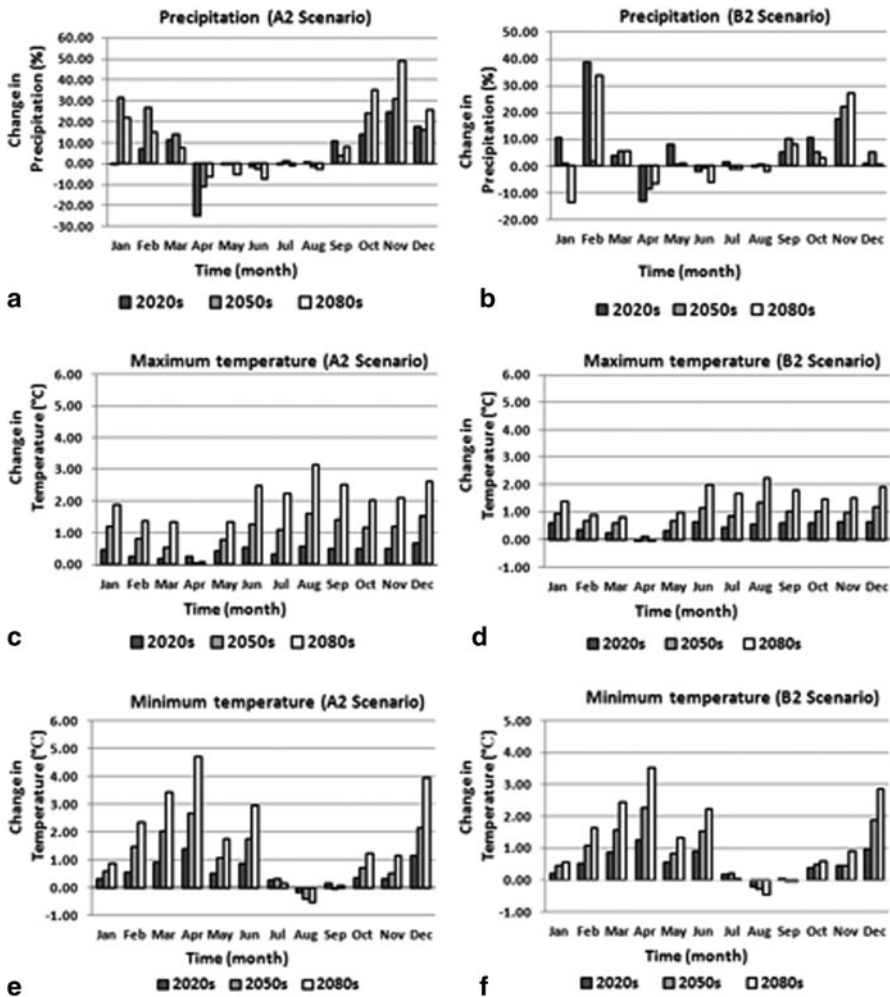 Precipitation (A2 Scenario)
Change in
Precipitation (%)
60.00
50.00
40.00
30.00
20.00
10.00
0.00
-10.00
-20.00
-30.00
Jan Feb Mar Apr May Jun Jul Aug Sep Oct Nov Dec
Time (month)
a
2020s 2050s 2080s
Precipitation (B2 Scenario)
Change in
Precipitation (%)
50.00
40.00
30.00
20.00
10.00
0.00
-10.00
-20.00
Jan Feb Mar Apr May Jun Jul Aug Sep Oct Nov Dec
Time (month)
b
2020s 2050s 2080s
Maximum temperature (A2 Scenario)
Change in
Temperature (°C)
6.00
5.00
4.00
3.00
2.00
1.00
0.00
Jan Feb Mar Apr May Jun Jul Aug Sep Oct Nov Dec
Time (month)
c
2020s 2050s 2080s
Maximum temperature (B2 Scenario)
Change in
Temperature (°C)
6.00
5.00
4.00
3.00
2.00
1.00
0.00
-1.00
Jan Feb Mar Apr May Jun Jul Aug Sep Oct Nov Dec
Time (month)
d
2020s 2050s 2080s
Minimum temperature (A2 Scenario)
Change in
Temperature (°C)
6.00
5.00
4.00
3.00
2.00
1.00
0.00
-1.00
Jan Feb Mar Apr May Jun Jul Aug Sep Oct Nov Dec
Time (month)
e
2020s 2050s 2080s
Minimum temperature (B2 Scenario)
Change in
Temperature (°C)
5.00
4.00
3.00
2.00
1.00
0.00
-1.00
Jan Feb Mar Apr May Jun Jul Aug Sep Oct Nov Dec
Time (month)
f
2020s 2050s 2080s